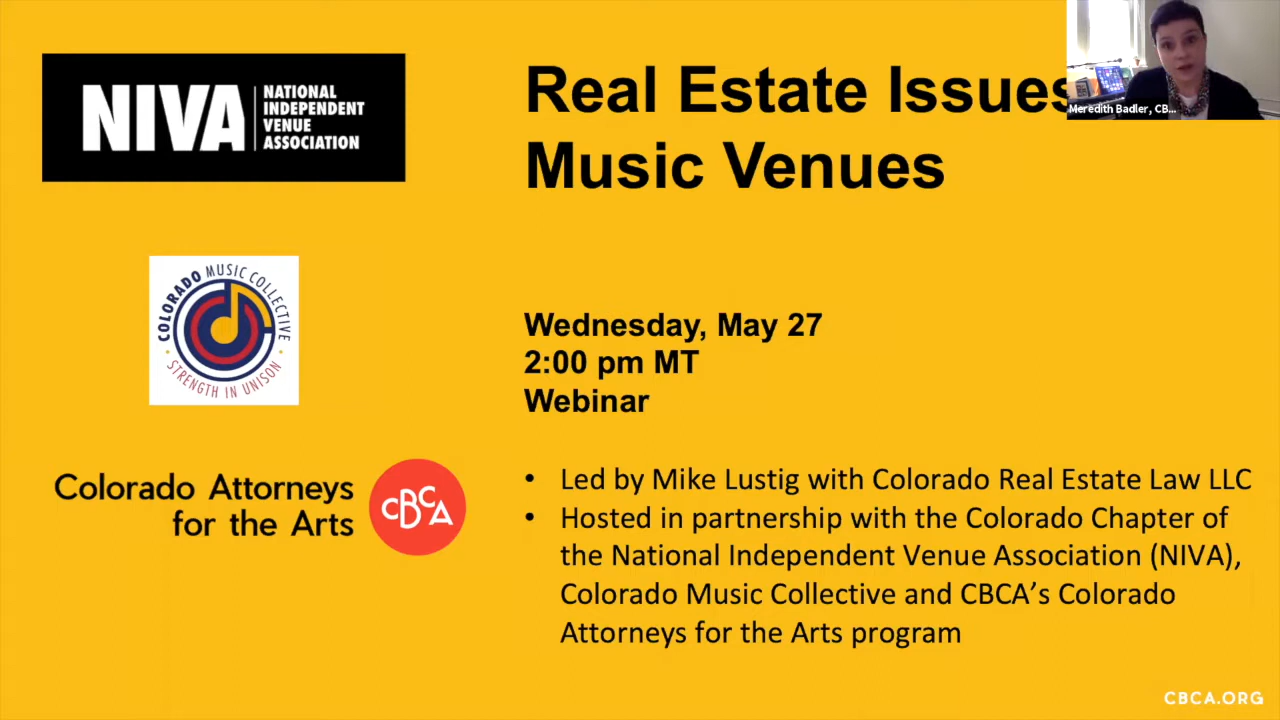 NIVA
NATIONAL
INDEPENDENT
VENUE
ASSOCIATION
Real Estate Issues
Music Venues
Meredith Badler, CB...
COLORADO MUSIC COLLECTIVE
STRENGTH IN UNISON
Wednesday, May 27
2:00 pm MT
Webinar
Colorado Attorneys
for the Arts
CBCA
• Led by Mike Lustig with Colorado Real Estate Law LLC
• Hosted in partnership with the Colorado Chapter of
the National Independent Venue Association (NIVA),
Colorado Music Collective and CBCA’s Colorado
Attorneys for the Arts program
CBCA.ORG